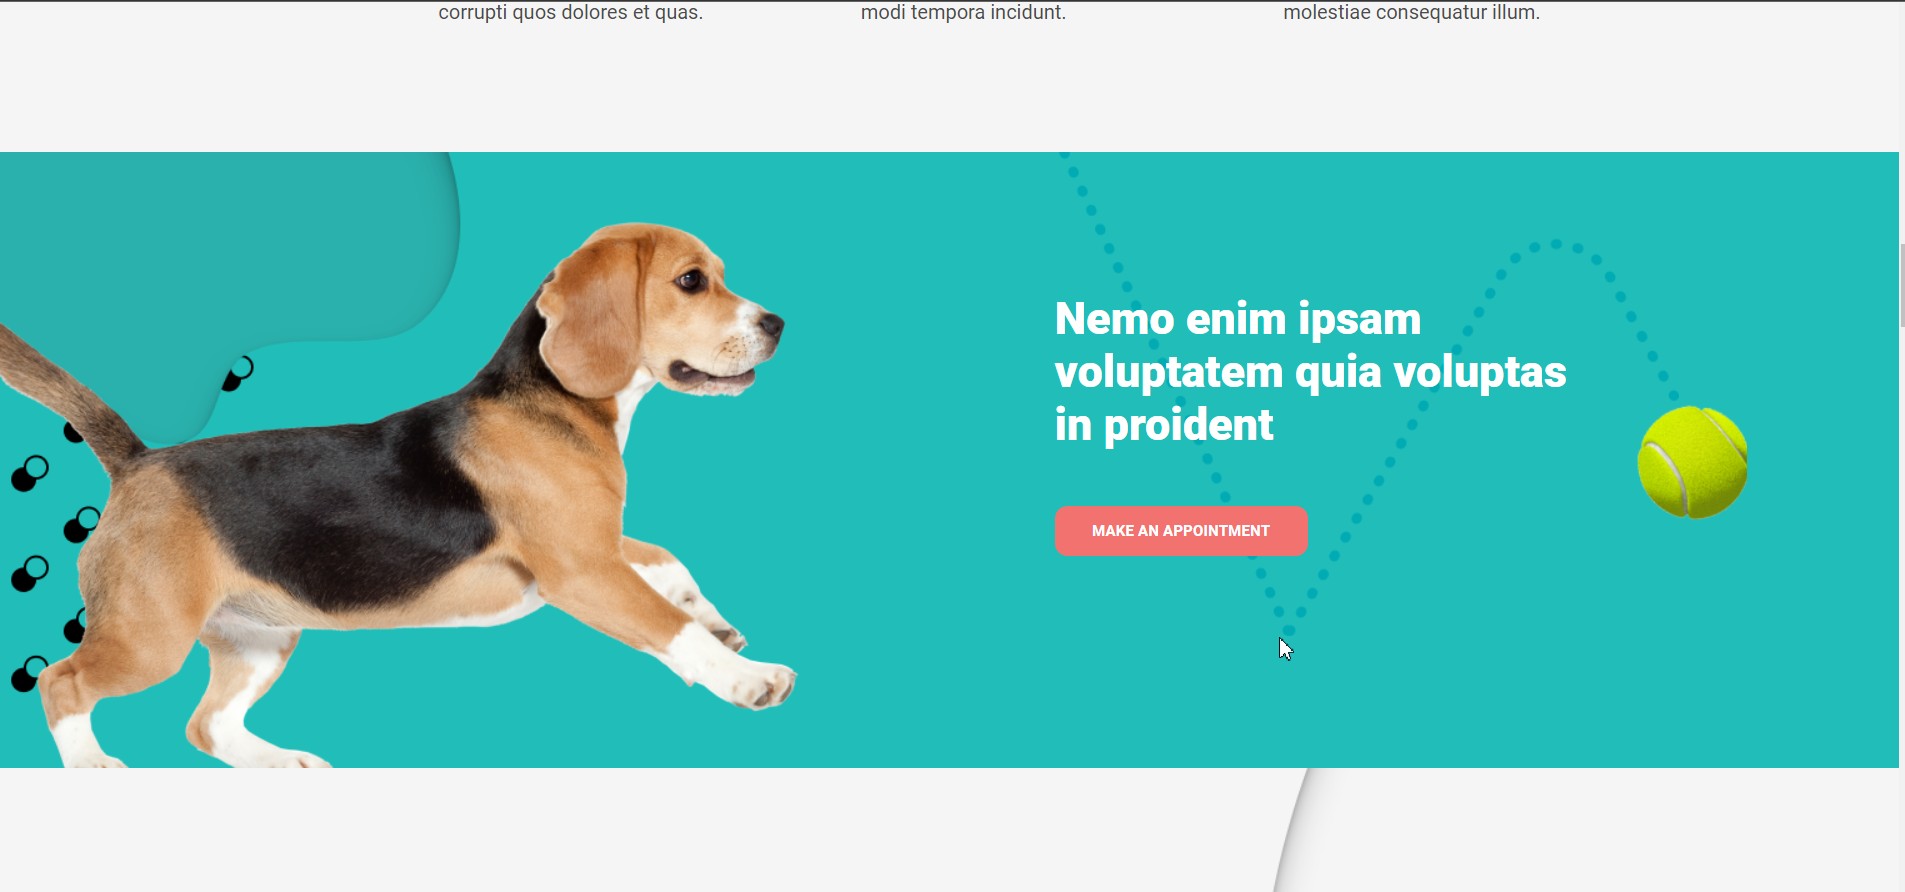 corrupti quos dolores et quas.
modi tempora incidunt.
molestiae consequatur illum.
Nemo enim ipsam
voluptatem quia voluptas
in proident
MAKE AN APPOINTMENT